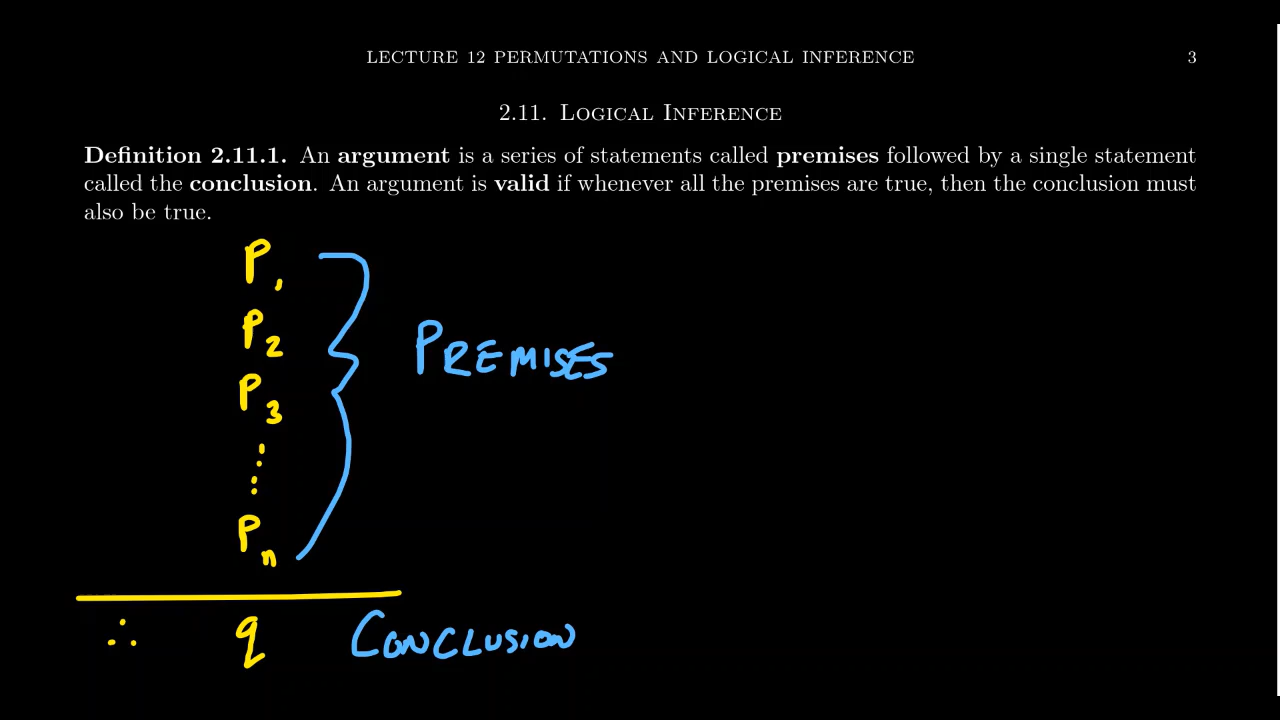 LECTURE 12 PERMUTATIONS AND LOGICAL INFERENCE 3
2.11. Logical Inference
Definition 2.11.1. An argument is a series of statements called premises followed by a single statement
called the conclusion. An argument is valid if whenever all the premises are true, then the conclusion must
also be true.
P1
P2
PREMISES
P3
⋮
Pn
∴ q CONCLUSION